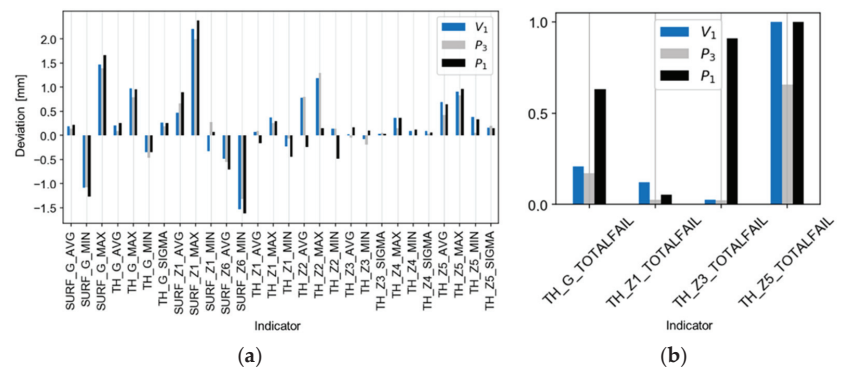 2.0
1.5
1.0
0.5
0.0
−0.5
−1.0
−1.5
Deviation [mm]
V1
P3
P1
SURF_G_AVG
SURF_G_MIN
SURF_G_MAX
TH_G_AVG
TH_G_MAX
TH_G_MIN
TH_G_SIGMA
SURF_Z1_AVG
SURF_Z1_MAX
SURF_Z1_MIN
SURF_Z6_AVG
SURF_Z6_MIN
TH_Z1_AVG
TH_Z1_MAX
TH_Z1_MIN
TH_Z2_AVG
TH_Z2_MAX
TH_Z2_MIN
TH_Z3_AVG
TH_Z3_MIN
TH_Z3_SIGMA
TH_Z4_MAX
TH_Z4_MIN
TH_Z4_SIGMA
TH_Z5_AVG
TH_Z5_MAX
TH_Z5_MIN
TH_Z5_SIGMA
Indicator
(a)
1.0
0.5
0.0
V1
P3
P1
TH_G_TOTALFAIL
TH_Z1_TOTALFAIL
TH_Z3_TOTALFAIL
TH_Z5_TOTALFAIL
Indicator
(b)